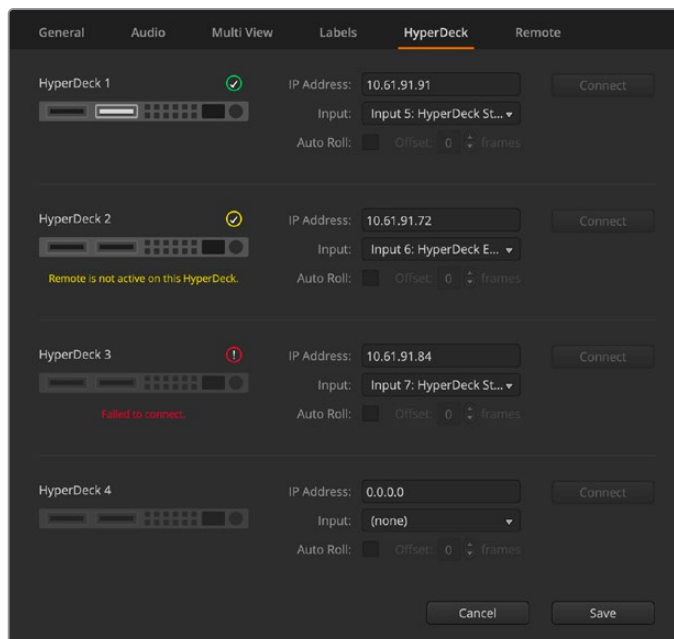 General Audio Multi View Labels HyperDeck Remote
HyperDeck 1 IP Address: 10.61.91.91 Connect
Input: Input 5: HyperDeck St...
Auto Roll: Offset: 0 frames
HyperDeck 2 IP Address: 10.61.91.72 Connect
Input: Input 6: HyperDeck E...
Remote is not active on this HyperDeck.
Auto Roll: Offset: 0 frames
HyperDeck 3 IP Address: 10.61.91.84 Connect
Input: Input 7: HyperDeck St...
Failed to connect.
Auto Roll: Offset: 0 frames
HyperDeck 4 IP Address: 0.0.0.0 Connect
Input: (none)
Auto Roll: Offset: 0 frames
Cancel Save